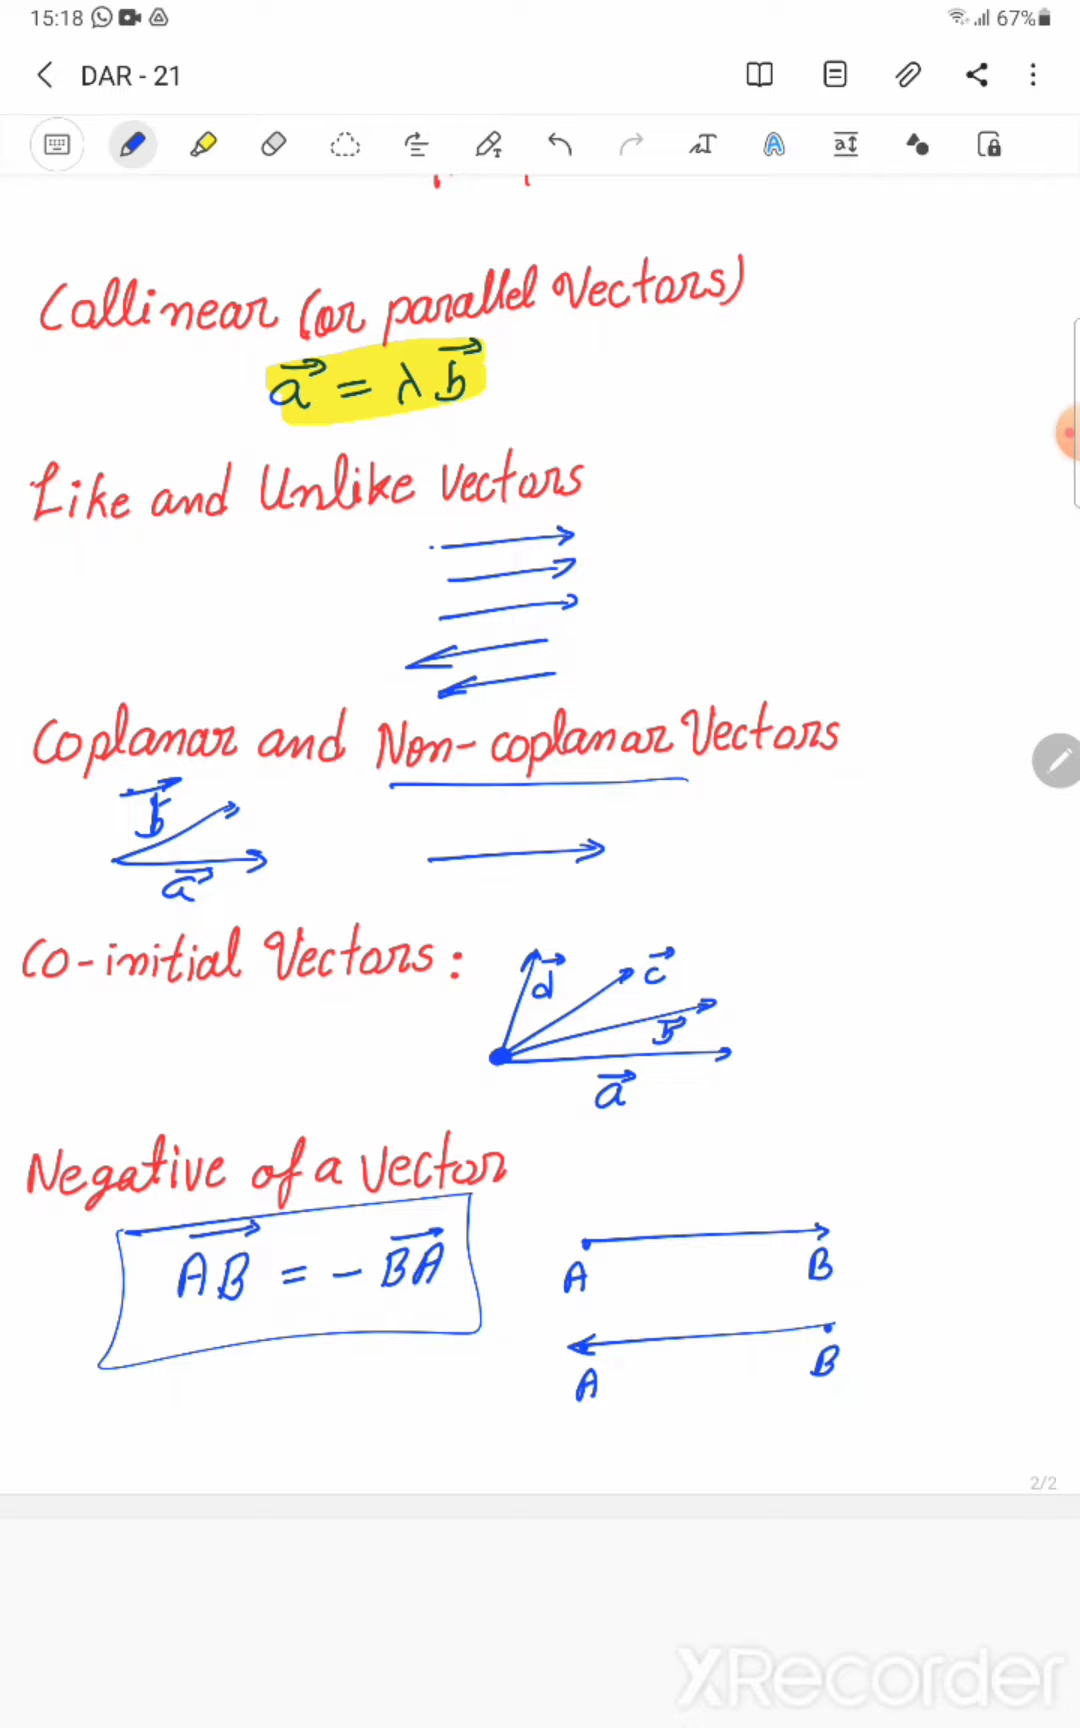 15:18 67%
DAR - 21
Collinear (or parallel Vectors)
a⃗ = λ b⃗
Like and Unlike Vectors
Coplanar and Non-coplanar Vectors
b⃗
a⃗
Co-initial Vectors:
d⃗ c⃗
b⃗
a⃗
Negative of a Vector
AB⃗ = - BA⃗
A B
A B
2/2
XRecorder